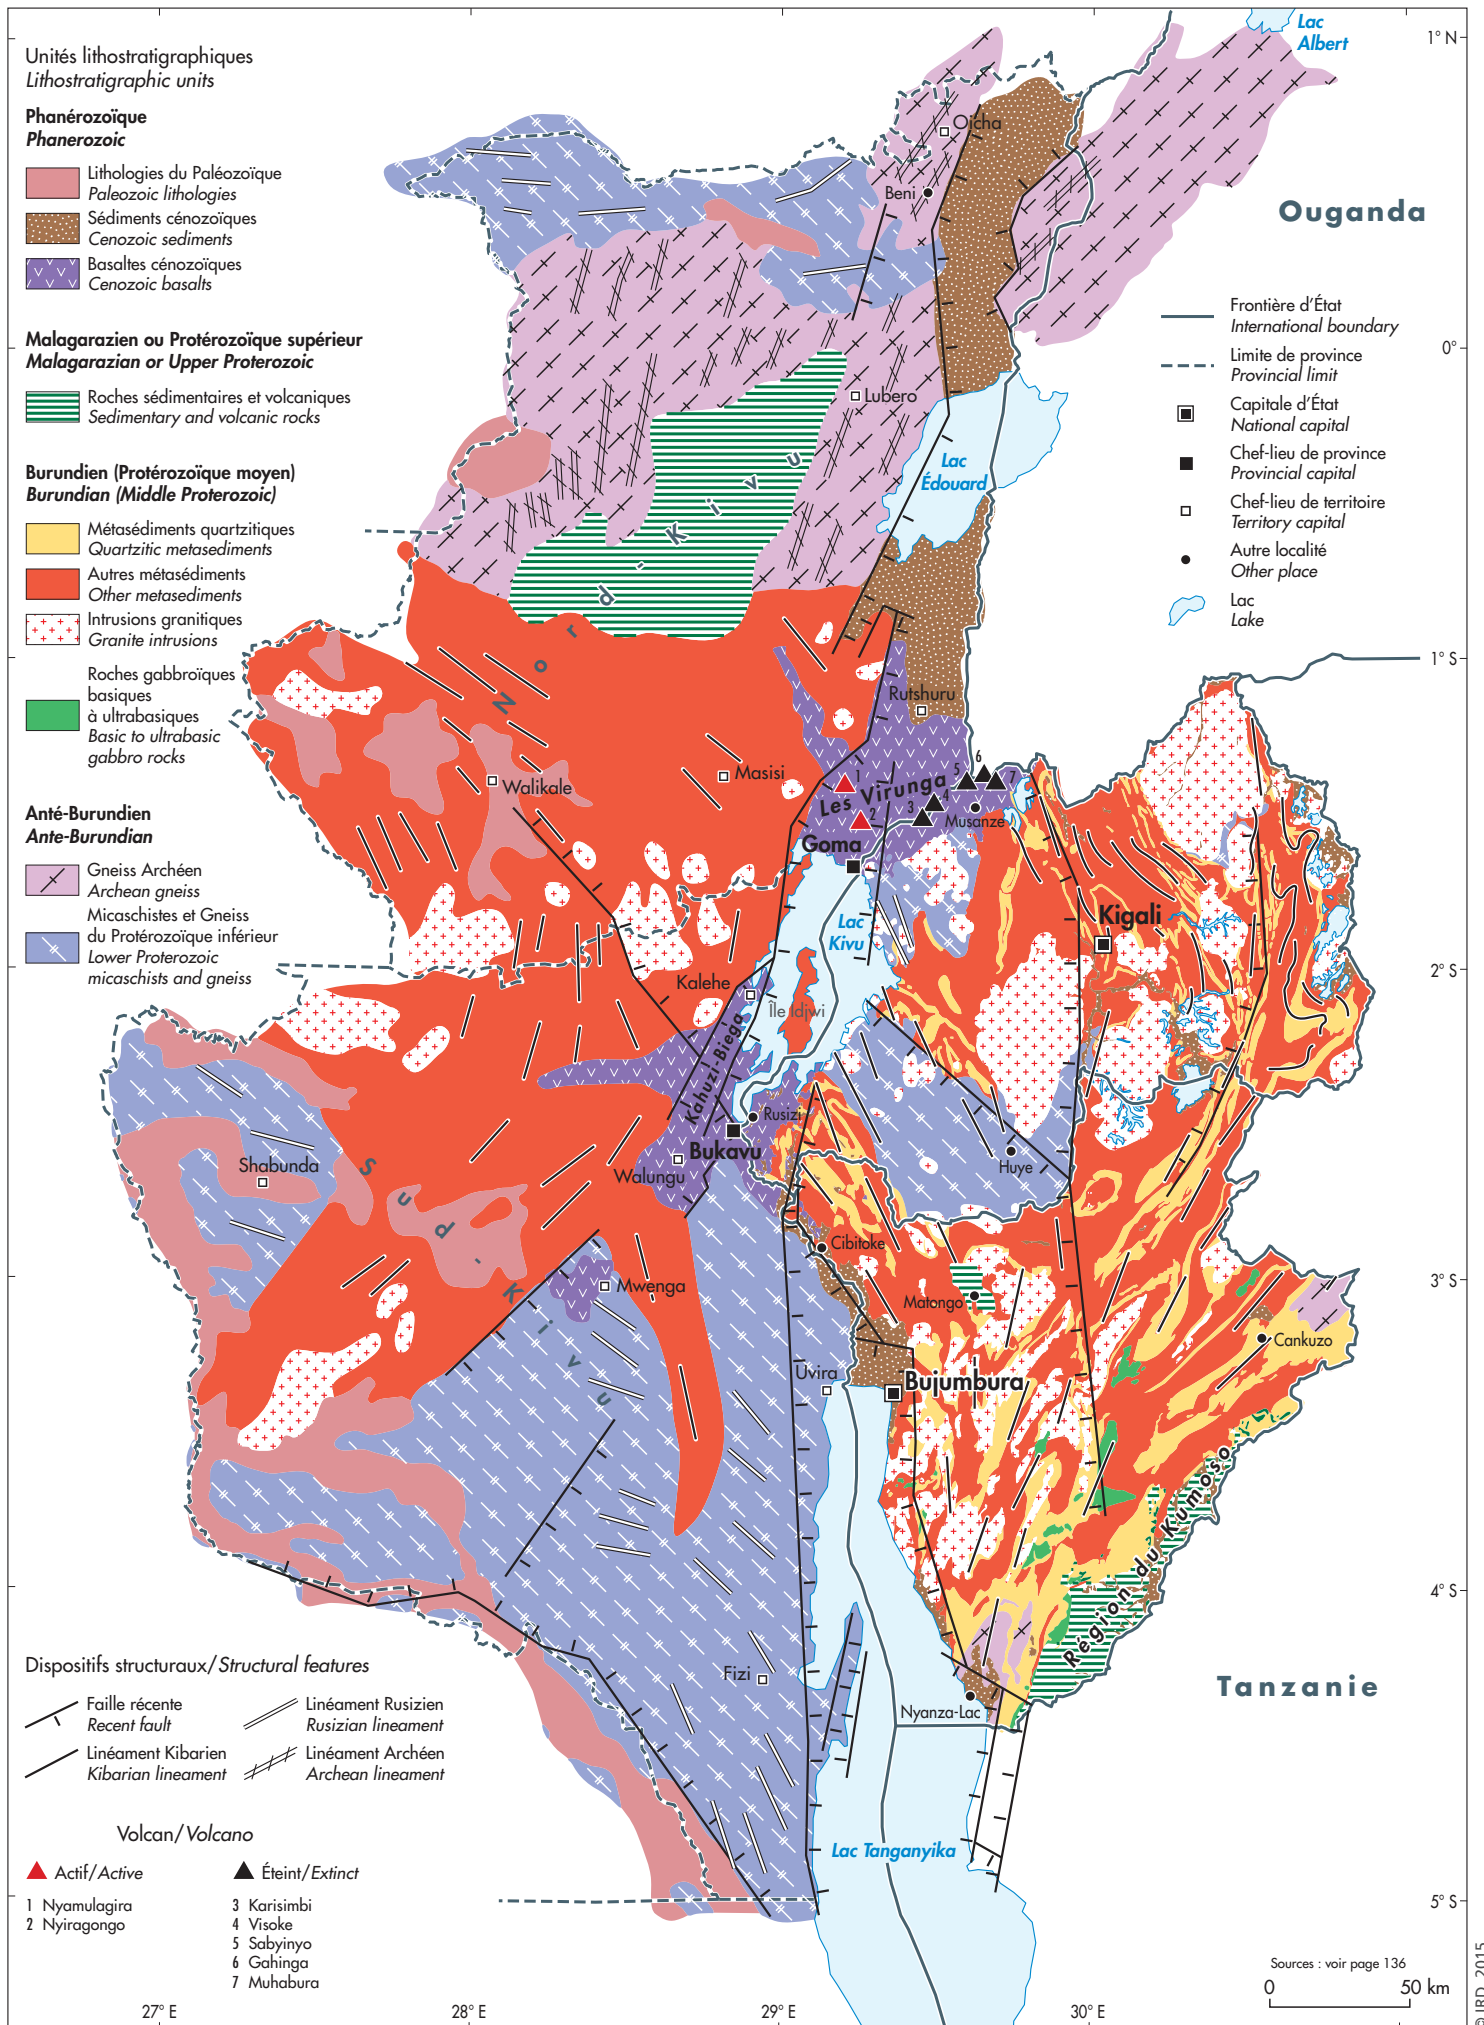 Unités lithostratigraphiques
Lithostratigraphic units
Phanérozoïque
Phanerozoic
Lithologies du Paléozoïque
Paleozoic lithologies
Sédiments cénozoïques
Cenozoic sediments
Basaltes cénozoïques
Cenozoic basalts
Malagarazien ou Protérozoïque supérieur
Malagarazian or Upper Proterozoic
Roches sédimentaires et volcaniques
Sedimentary and volcanic rocks
Burundien (Protérozoïque moyen)
Burundian (Middle Proterozoic)
Métasédiments quartzitiques
Quartzitic metasediments
Autres métasédiments
Other metasediments
Intrusions granitiques
Granite intrusions
Roches gabbroïques
basiques
à ultrabasiques
Basic to ultrabasic
gabbro rocks
Anté-Burundien
Ante-Burundian
Gneiss Archéen
Archean gneiss
Micaschistes et Gneiss
du Protérozoïque inférieur
Lower Proterozoic
micaschists and gneiss
Frontière d'État
International boundary
Limite de province
Provincial limit
Capitale d'État
National capital
Chef-lieu de province
Provincial capital
Chef-lieu de territoire
Territory capital
Autre localité
Other place
Lac
Lake
Lac
Albert
1° N
Ouganda
0°
1° S
2° S
3° S
4° S
5° S
Oicha
Beni
Lubero
Lac
Édouard
Nord-Kivu
Rutshuru
Walikale
Masisi
Les Virunga
1
2
3
4
5
6
7
Musanze
Goma
Kigali
Lac
Kivu
Kalehe
Île Idjwi
Kahuzi-Biega
Rusizi
Bukavu
Walungu
Huye
Shabunda
Sud-Kivu
Cibitoke
Mwenga
Matongo
Cankuzo
Uvira
Bujumbura
Région du Kumoso
Fizi
Nyanza-Lac
Tanzanie
Lac Tanganyika
Dispositifs structuraux/Structural features
Faille récente
Recent fault
Linéament Rusizien
Rusizian lineament
Linéament Kibarien
Kibarian lineament
Linéament Archéen
Archean lineament
Volcan/Volcano
Actif/Active
Éteint/Extinct
1 Nyamulagira
2 Nyiragongo
3 Karisimbi
4 Visoke
5 Sabyinyo
6 Gahinga
7 Muhabura
Sources : voir page 136
0 50 km
© IRD, 2015
27° E
28° E
29° E
30° E